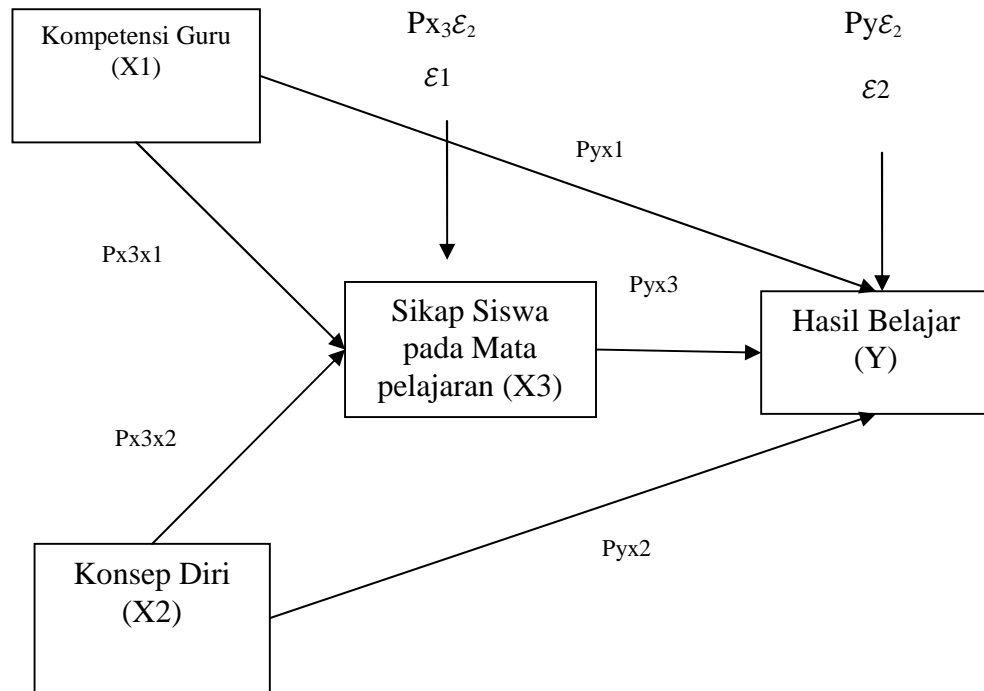 Kompetensi Guru
(X1)
Px₃ε₂
ε1
Pyε₂
ε2
Pyx1
Px3x1
Pyx3
Sikap Siswa
pada Mata
pelajaran (X3)
Hasil Belajar
(Y)
Px3x2
Pyx2
Konsep Diri
(X2)